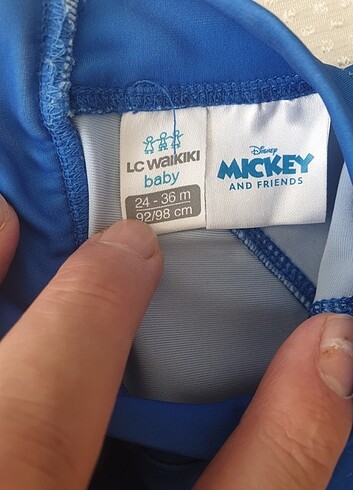 LC WAIKIKI
baby
24 - 36 m
92/98 cm
Disney
MICKEY
AND FRIENDS